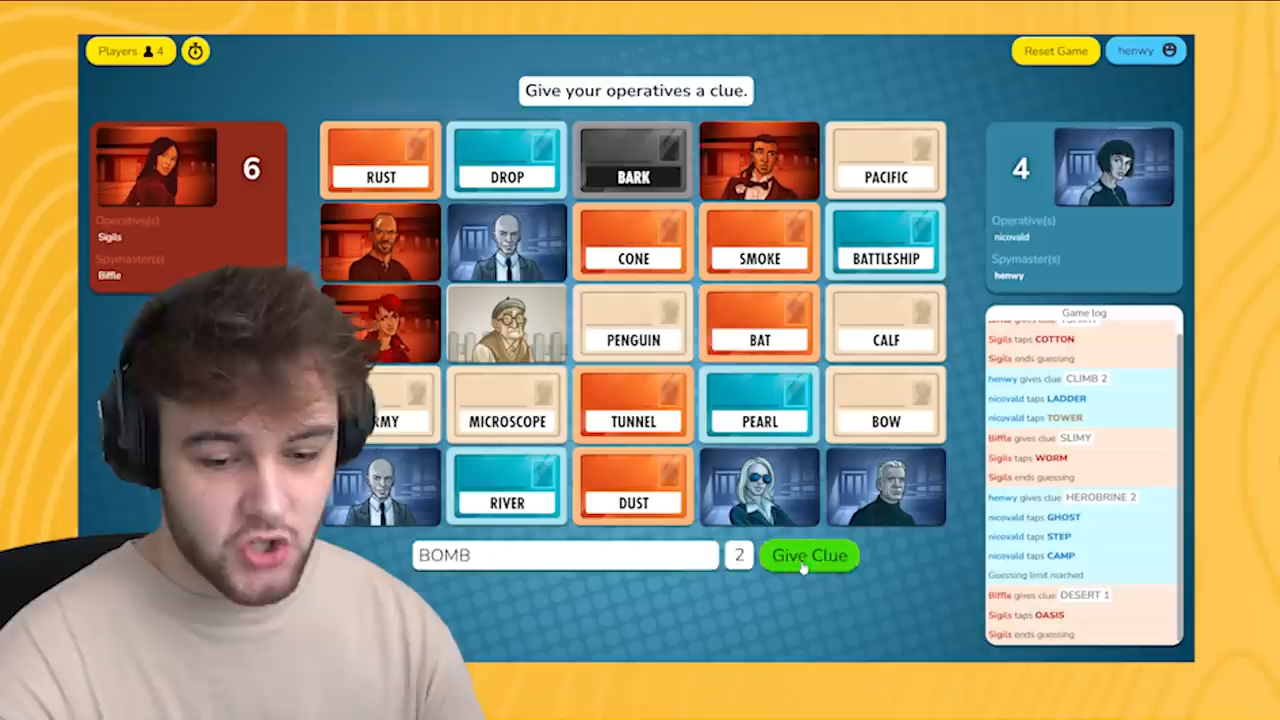 Players 4
Reset Game
henwy
Give your operatives a clue.
6
Operative(s)
Sigils
Spymaster(s)
Biffle
RUST
DROP
BARK
PACIFIC
CONE
SMOKE
BATTLESHIP
PENGUIN
BAT
CALF
RMY
MICROSCOPE
TUNNEL
PEARL
BOW
RIVER
DUST
BOMB
2
Give Clue
4
Operative(s)
nicovald
Spymaster(s)
henwy
Game log
Biffle gives clue
Sigils taps COTTON
Sigils ends guessing
henwy gives clue CLIMB 2
nicovald taps LADDER
nicovald taps TOWER
Biffle gives clue SLIMY
Sigils taps WORM
Sigils ends guessing
henwy gives clue HEROBRINE 2
nicovald taps GHOST
nicovald taps STEP
nicovald taps CAMP
Guessing limit reached
Biffle gives clue DESERT 1
Sigils taps OASIS
Sigils ends guessing